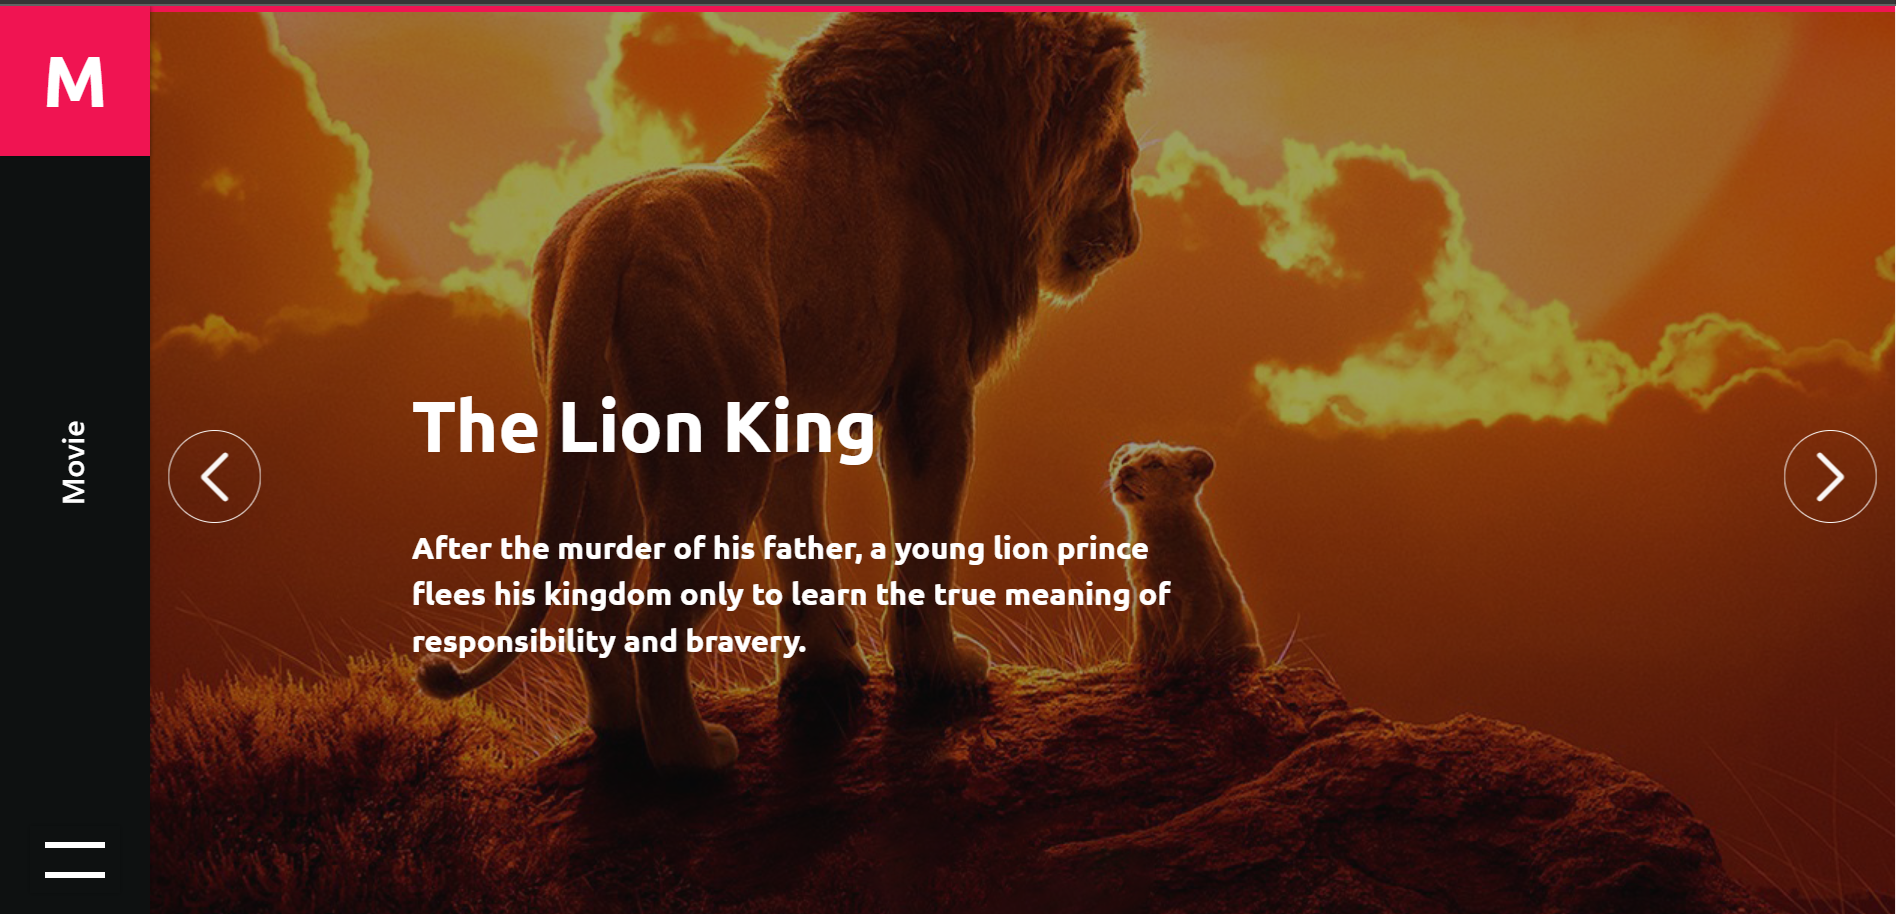 M
Movie
The Lion King
After the murder of his father, a young lion prince
flees his kingdom only to learn the true meaning of
responsibility and bravery.